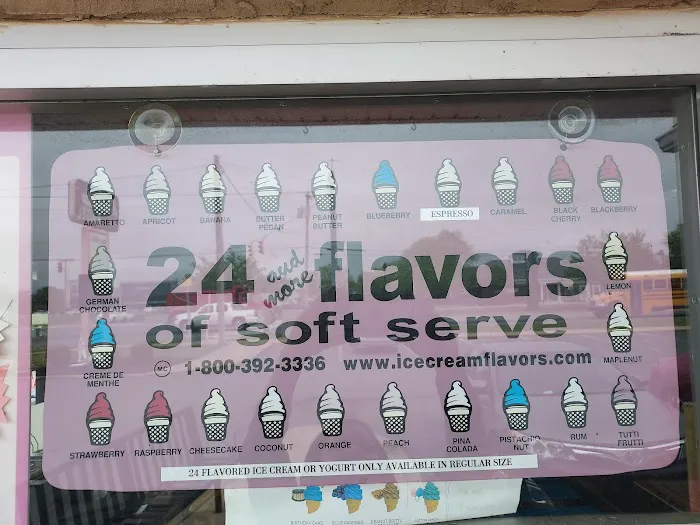 AMARETTO
APRICOT
BANANA
BUTTER
PECAN
PEANUT
BUTTER
BLUEBERRY
ESPRESSO
CARAMEL
BLACK
CHERRY
BLACKBERRY
24 and more flavors
of soft serve
MC 1-800-392-3336 www.icecreamflavors.com
GERMAN
CHOCOLATE
LEMON
CREME DE
MENTHE
MAPLENUT
STRAWBERRY
RASPBERRY
CHEESECAKE
COCONUT
ORANGE
PEACH
PINA
COLADA
PISTACHIO
NUT
RUM
TUTTI
FRUTTI
24 FLAVORED ICE CREAM OR YOGURT ONLY AVAILABLE IN REGULAR SIZE
BIRTHDAY CAKE